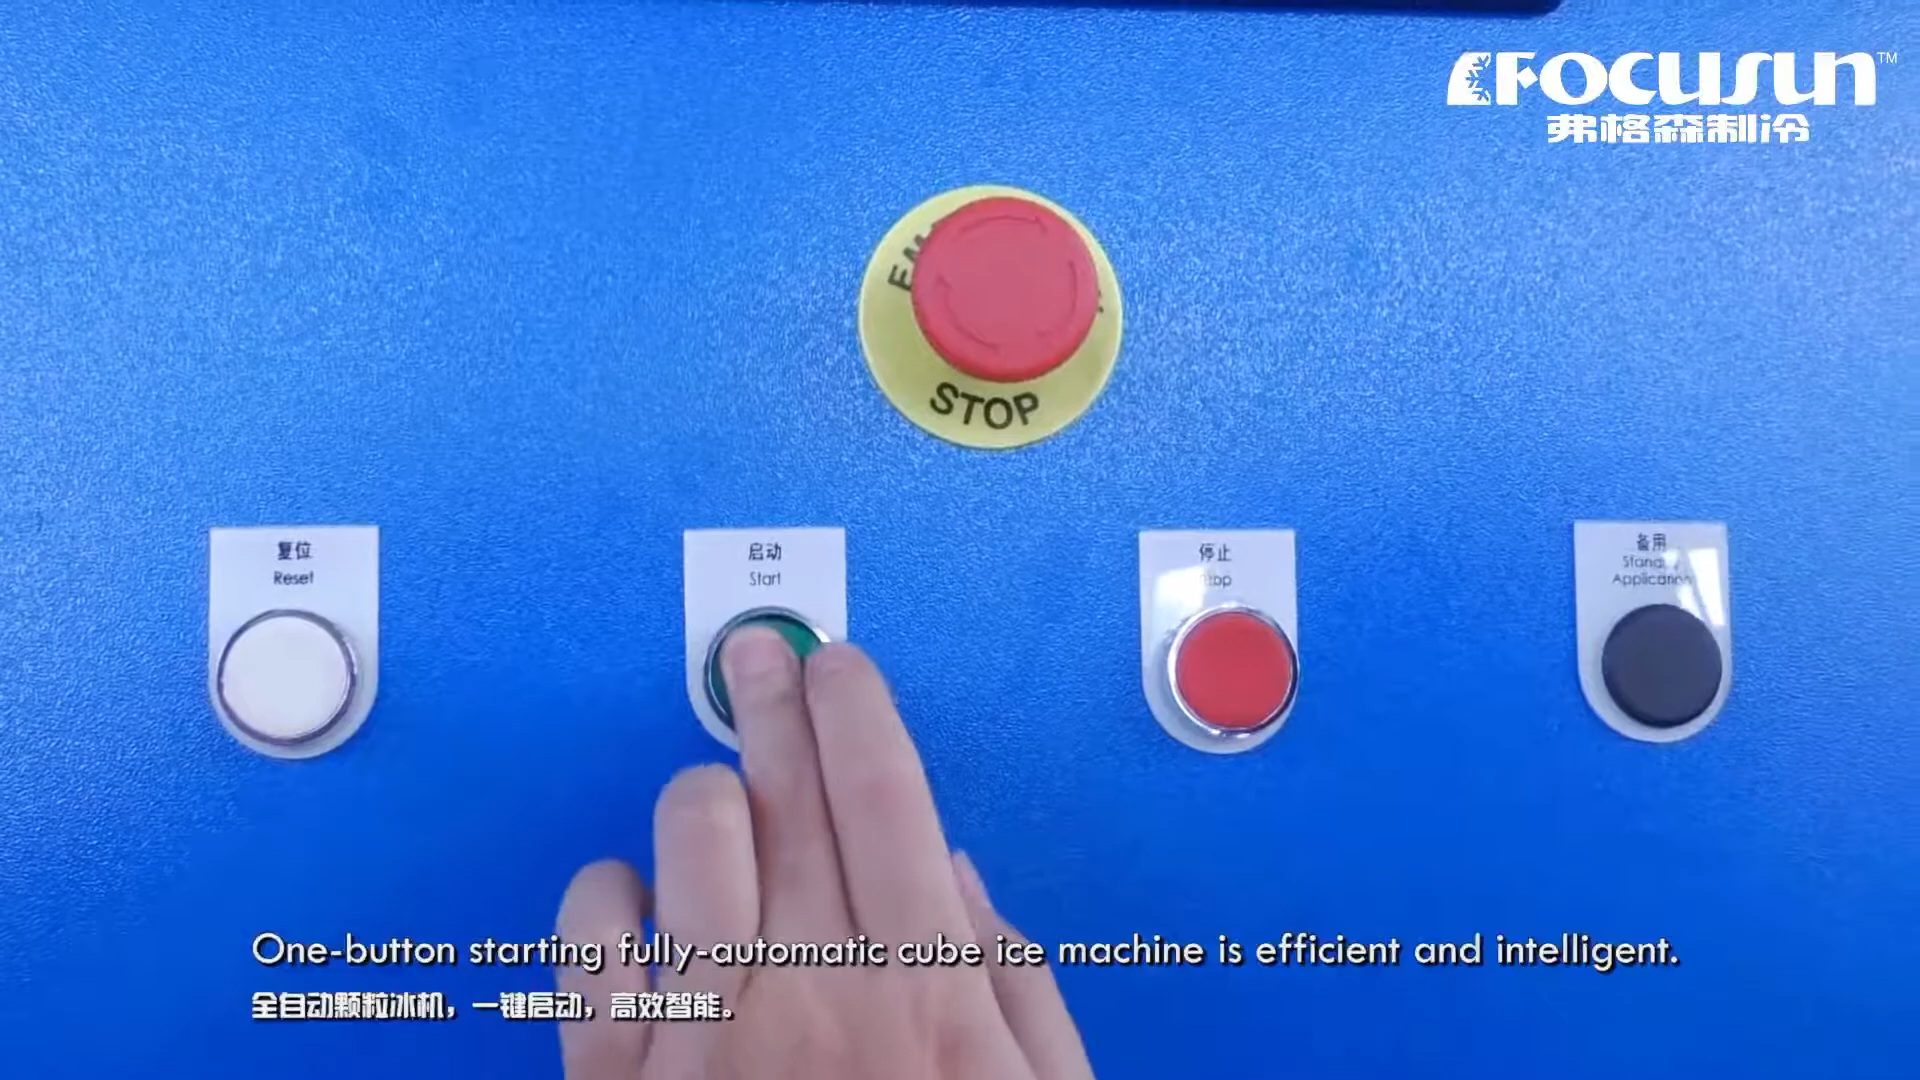 FOCUSUN™
弗格森制冷
STOP
复位
Reset
启动
Start
停止
备用
Application
One-button starting fully-automatic cube ice machine is efficient and intelligent.
全自动颗粒冰机，一键启动，高效智能。